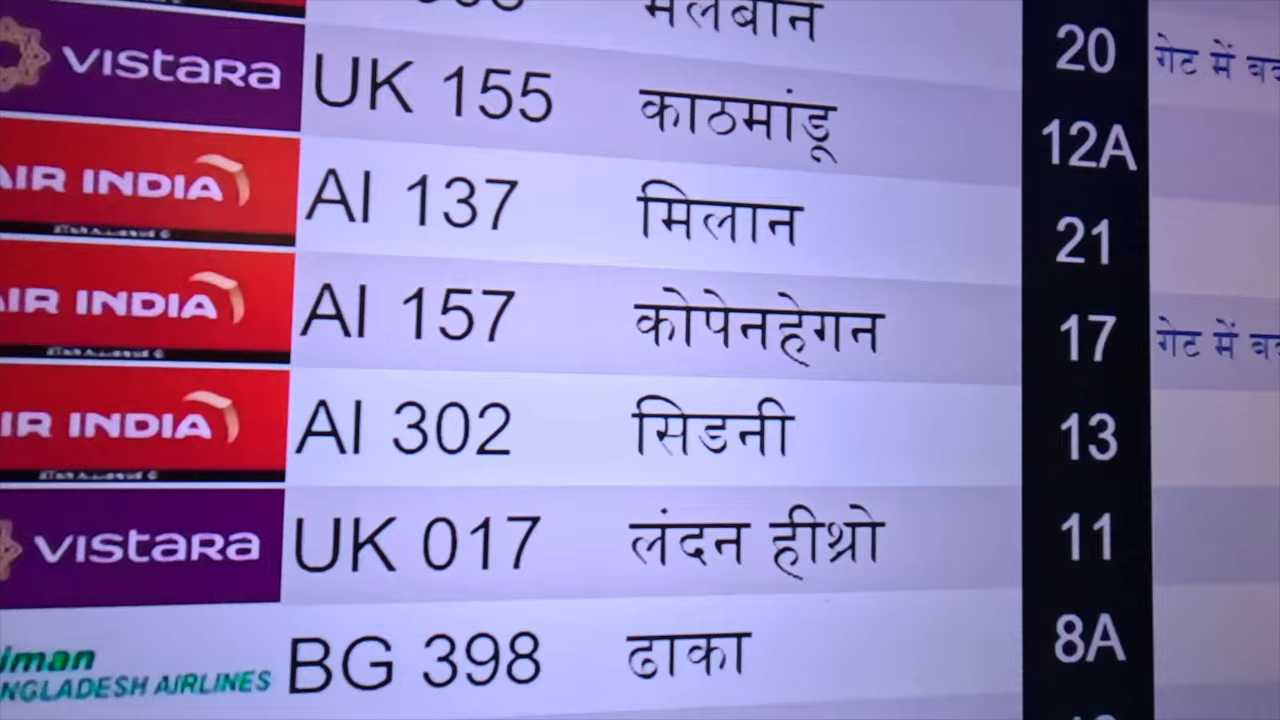 मेलबॉर्न 20 गेट में
VISTARA UK 155 काठमांडू 12A
AIR INDIA AI 137 मिलान 21
AIR INDIA AI 157 कोपेनहेगन 17 गेट में
AIR INDIA AI 302 सिडनी 13
VISTARA UK 017 लंदन हीथ्रो 11
BG 398 ढाका 8A
BANGLADESH AIRLINES